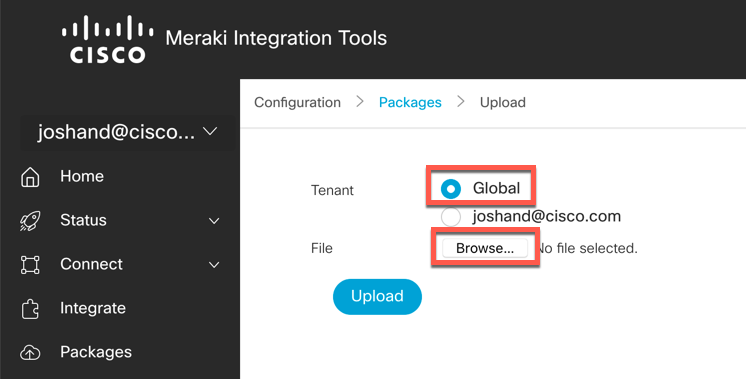 CISCO Meraki Integration Tools
joshand@cisco...
Home
Status
Connect
Integrate
Packages
Configuration > Packages > Upload
Tenant Global
joshand@cisco.com
File Browse... No file selected.
Upload